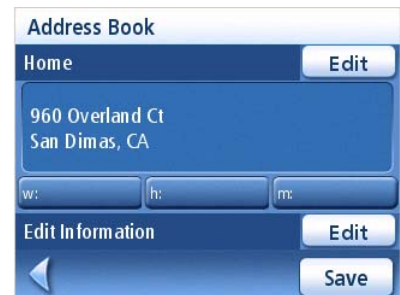 Address Book
Home Edit
960 Overland Ct
San Dimas, CA
w: h: m:
Edit Information Edit
Save